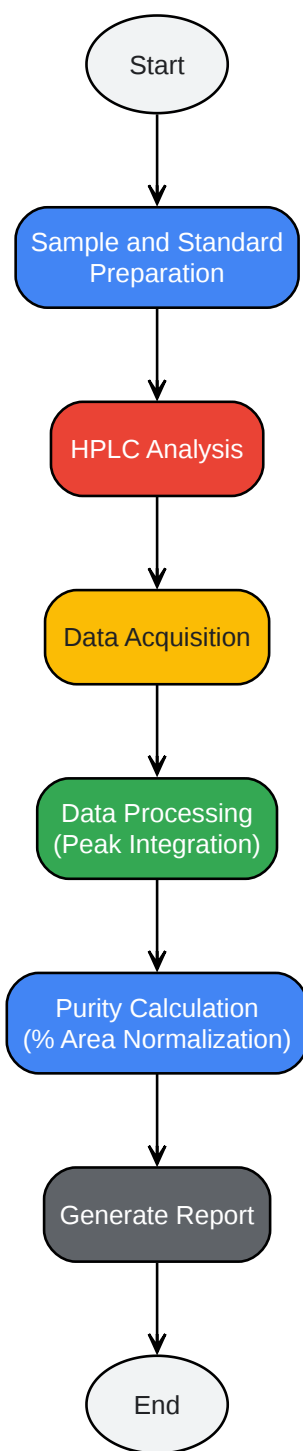 Start
Sample and Standard
Preparation
HPLC Analysis
Data Acquisition
Data Processing
(Peak Integration)
Purity Calculation
(% Area Normalization)
Generate Report
End